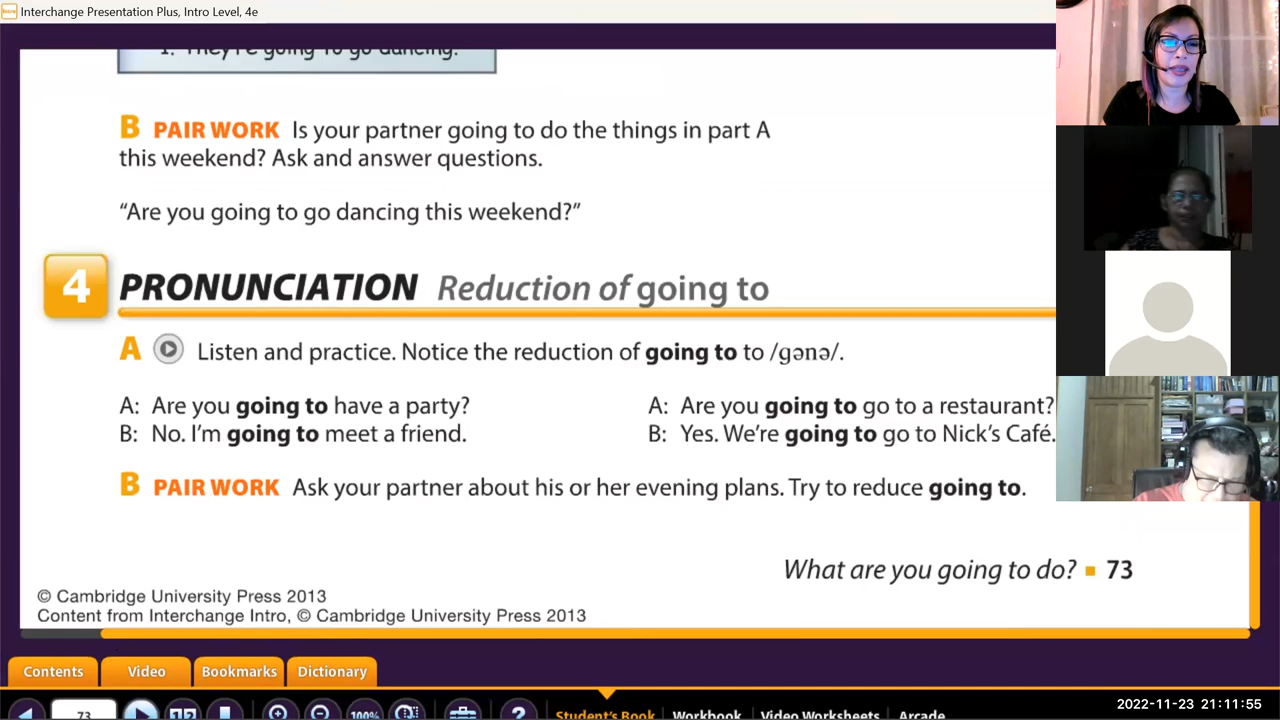 Interchange Presentation Plus, Intro Level, 4e
1. They're going to go dancing.
B PAIR WORK Is your partner going to do the things in part A
this weekend? Ask and answer questions.
“Are you going to go dancing this weekend?”
4 PRONUNCIATION Reduction of going to
A Listen and practice. Notice the reduction of going to to /gənə/.
A: Are you going to have a party?
B: No. I'm going to meet a friend.
A: Are you going to go to a restaurant?
B: Yes. We're going to go to Nick's Café.
B PAIR WORK Ask your partner about his or her evening plans. Try to reduce going to.
What are you going to do? ■ 73
© Cambridge University Press 2013
Content from Interchange Intro, © Cambridge University Press 2013
Contents Video Bookmarks Dictionary
73 100% ? Student's Book Workbook Video Worksheets Arcade
2022-11-23 21:11:55